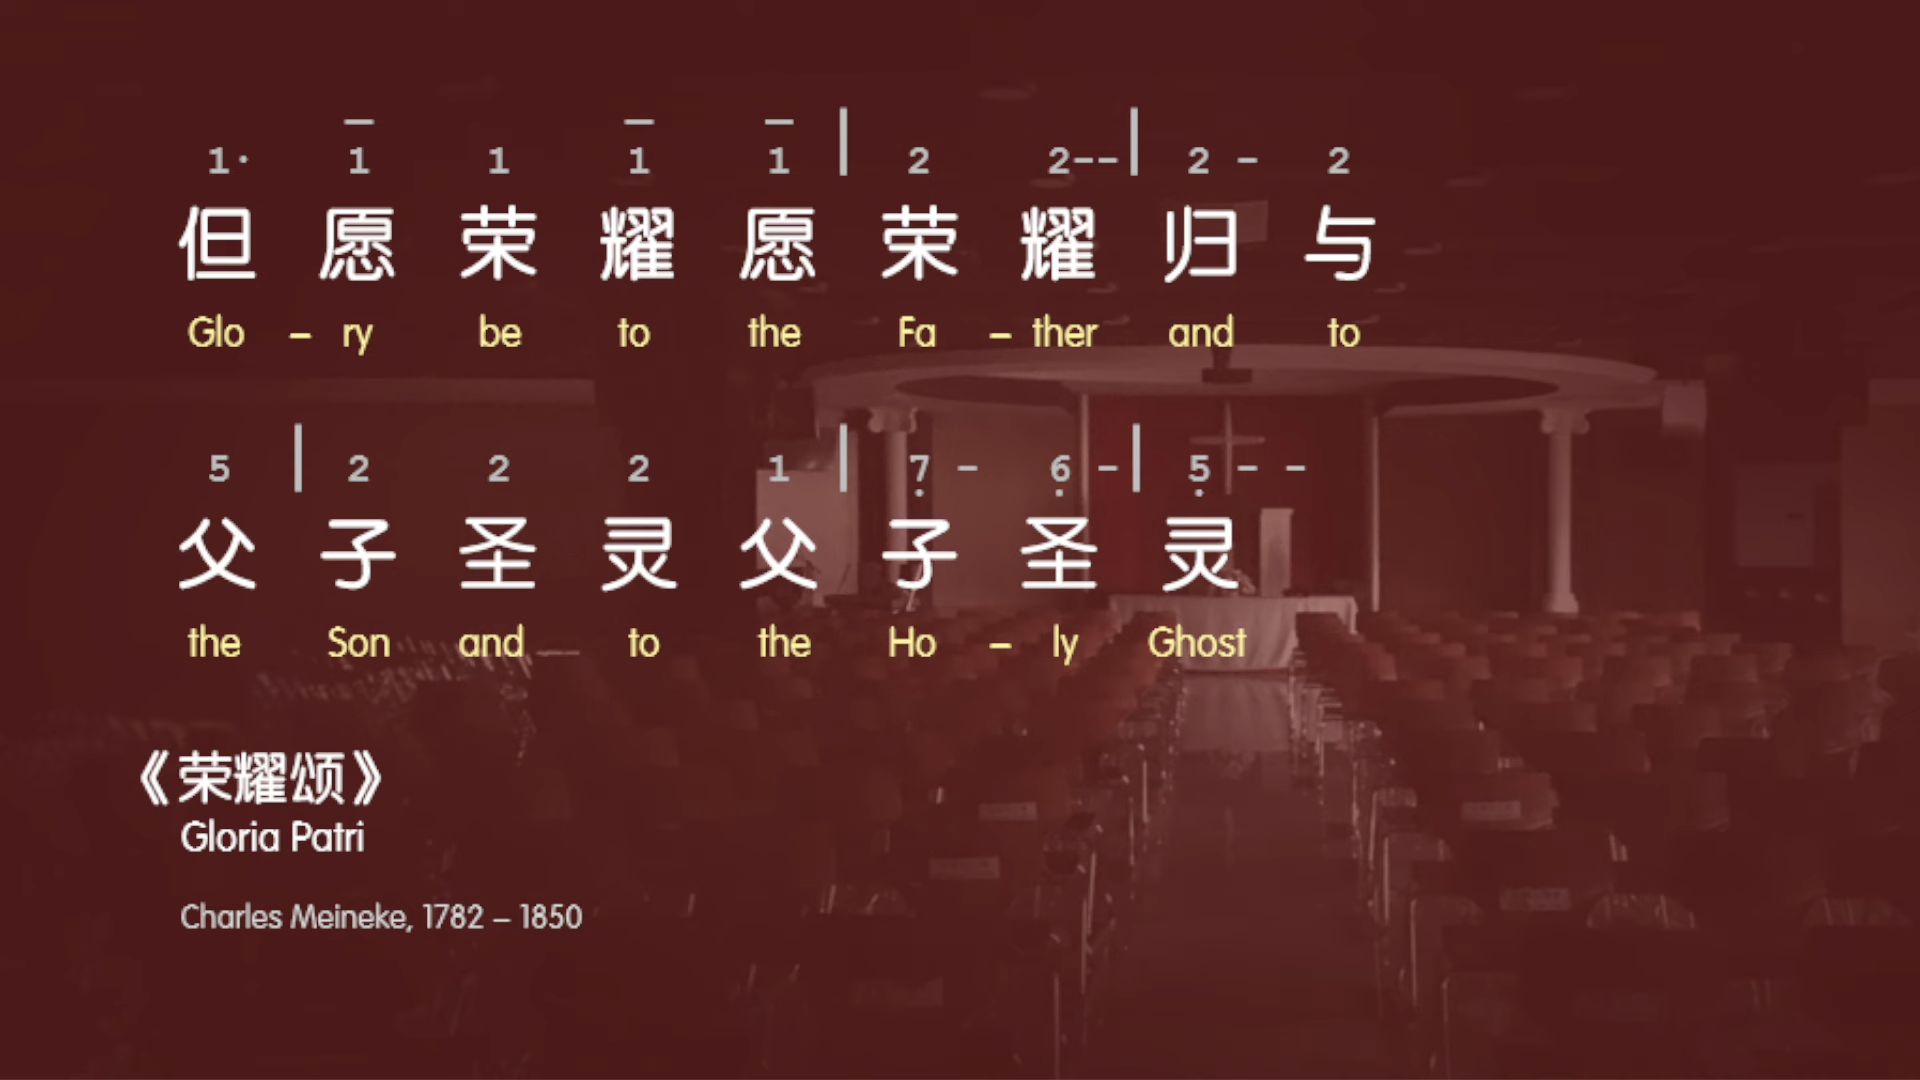 1· 1 1 1 1 | 2 2-- | 2 - 2
但愿荣耀愿荣耀归与
Glo – ry be to the Fa – ther and to
5 | 2 2 2 1 | 7 - 6 - | 5 - -
父子圣灵父子圣灵
the Son and to the Ho – ly Ghost
《荣耀颂》
Gloria Patri
Charles Meineke, 1782 – 1850